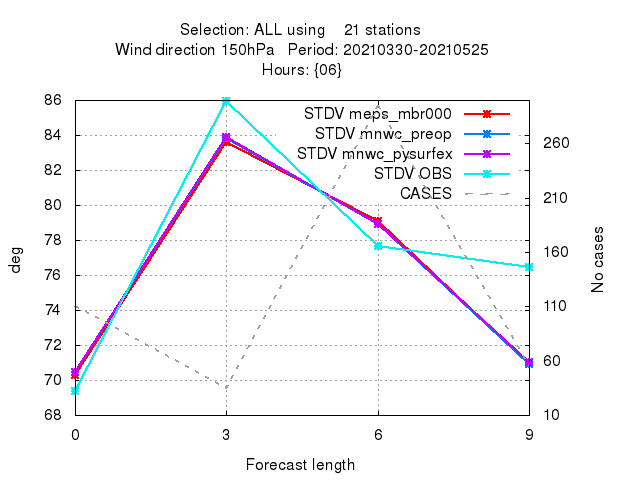 Selection: ALL using 21 stations
Wind direction 150hPa Period: 20210330-20210525
Hours: {06}
STDV meps_mbr000
STDV mnwc_preop
STDV mnwc_pysurfex
STDV OBS
CASES
86
84
82
80
78
76
74
72
70
68
deg
260
210
160
110
60
10
No cases
0 3 6 9
Forecast length